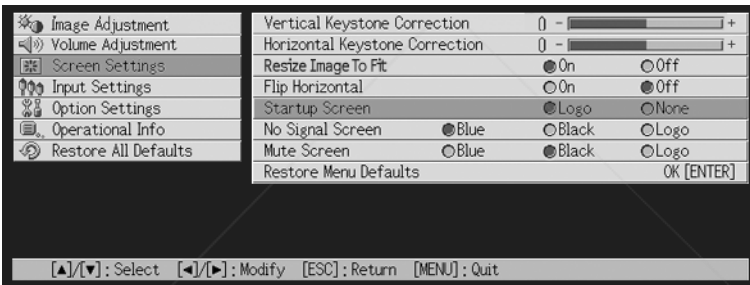 Image Adjustment
Volume Adjustment
Screen Settings
Input Settings
Option Settings
Operational Info
Restore All Defaults
Vertical Keystone Correction 0 - +
Horizontal Keystone Correction 0 - +
Resize Image To Fit On Off
Flip Horizontal On Off
Startup Screen Logo None
No Signal Screen Blue Black Logo
Mute Screen Blue Black Logo
Restore Menu Defaults OK [ENTER]
[▲]/[▼] : Select [◄]/[►] : Modify [ESC] : Return [MENU] : Quit